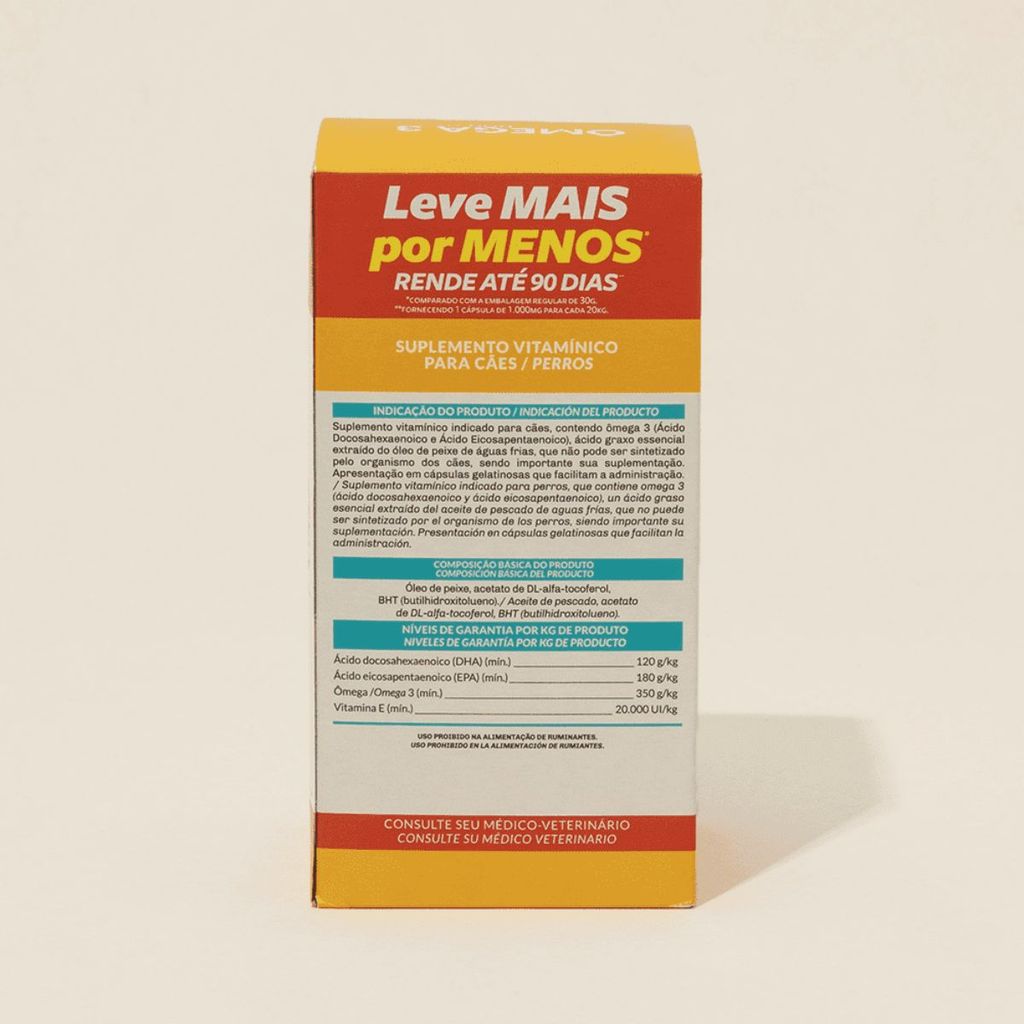 ÔMEGA 3
Leve MAIS
por MENOS*
RENDE ATÉ 90 DIAS**
*COMPARADO COM A EMBALAGEM REGULAR DE 30G.
**FORNECENDO 1 CÁPSULA DE 1.000MG PARA CADA 20KG.
SUPLEMENTO VITAMÍNICO
PARA CÃES / PERROS
INDICAÇÃO DO PRODUTO / INDICACIÓN DEL PRODUCTO
Suplemento vitamínico indicado para cães, contendo ômega 3 (Ácido
Docosahexaenoico e Ácido Eicosapentaenoico), ácido graxo essencial
extraído do óleo de peixe de águas frias, que não pode ser sintetizado
pelo organismo dos cães, sendo importante sua suplementação.
Apresentação em cápsulas gelatinosas que facilitam a administração.
/ Suplemento vitamínico indicado para perros, que contiene omega 3
(ácido docosahexaenoico y ácido eicosapentaenoico), un ácido graso
esencial extraído del aceite de pescado de aguas frías, que no puede
ser sintetizado por el organismo de los perros, siendo importante su
suplementación. Presentación en cápsulas gelatinosas que facilitan la
administración.
COMPOSIÇÃO BÁSICA DO PRODUTO
COMPOSICIÓN BÁSICA DEL PRODUCTO
Óleo de peixe, acetato de DL-alfa-tocoferol,
BHT (butilhidroxitolueno)./ Aceite de pescado, acetato
de DL-alfa-tocoferol, BHT (butilhidroxitolueno).
NÍVEIS DE GARANTIA POR KG DE PRODUTO
NIVELES DE GARANTÍA POR KG DE PRODUCTO
Ácido docosahexaenoico (DHA) (mín.) 120 g/kg
Ácido eicosapentaenoico (EPA) (mín.) 180 g/kg
Ômega /Omega 3 (mín.) 350 g/kg
Vitamina E (mín.) 20.000 UI/kg
USO PROIBIDO NA ALIMENTAÇÃO DE RUMINANTES.
USO PROHIBIDO EN LA ALIMENTACIÓN DE RUMIANTES.
CONSULTE SEU MÉDICO-VETERINÁRIO
CONSULTE SU MÉDICO VETERINARIO